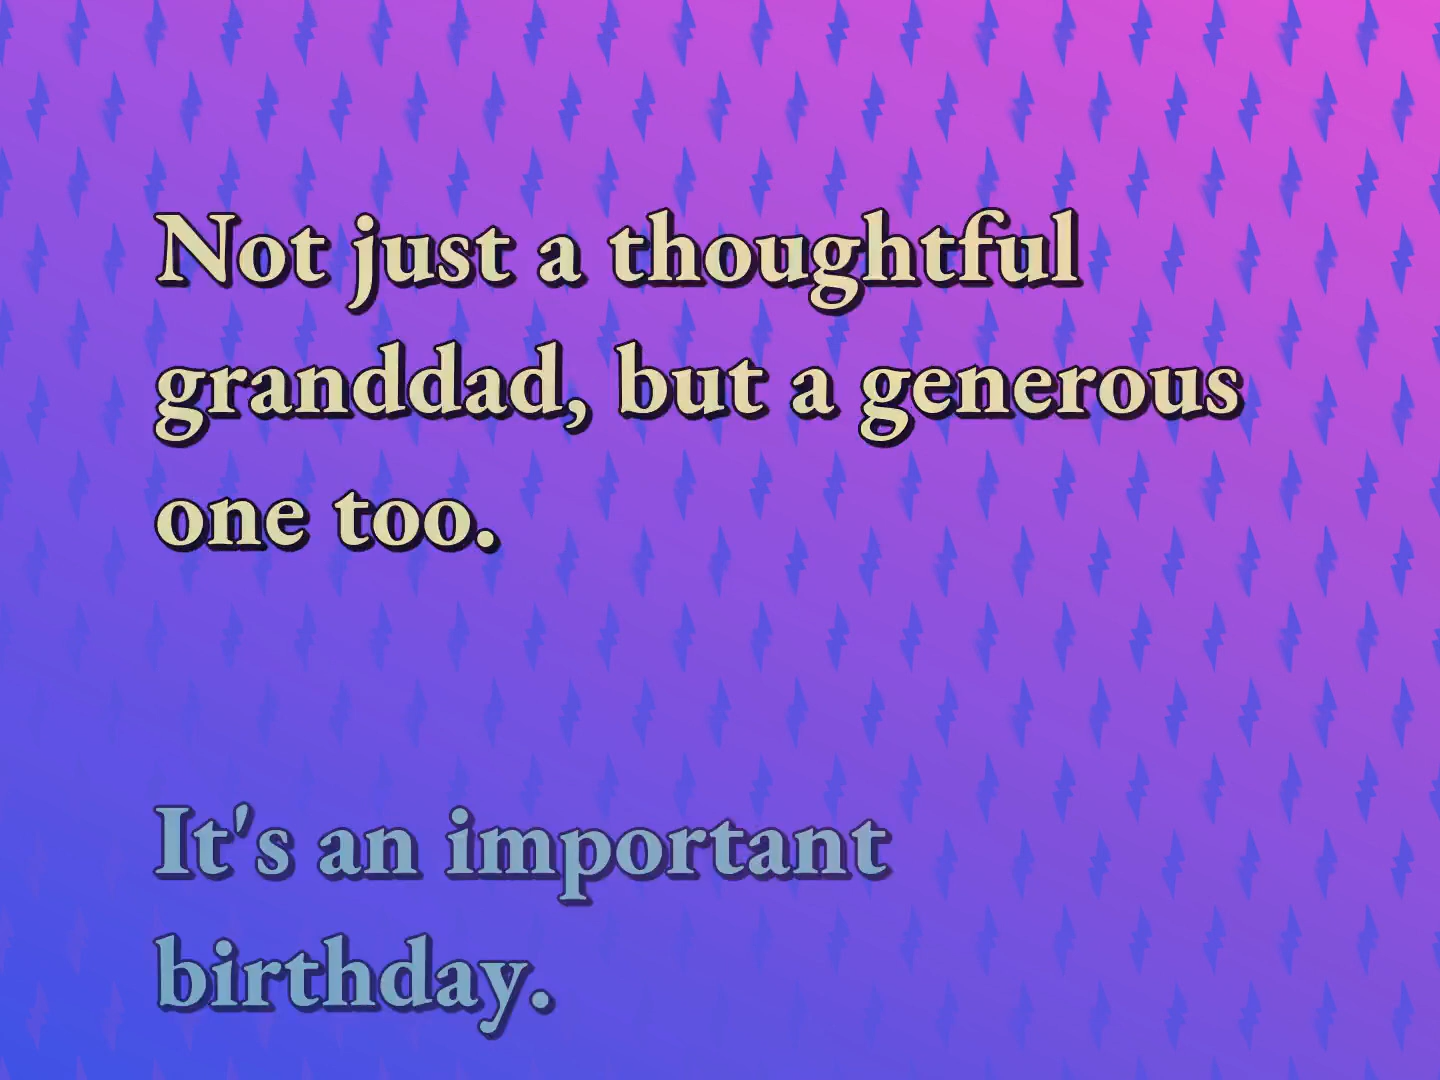 Not just a thoughtful
granddad, but a generous
one too.
It's an important
birthday.